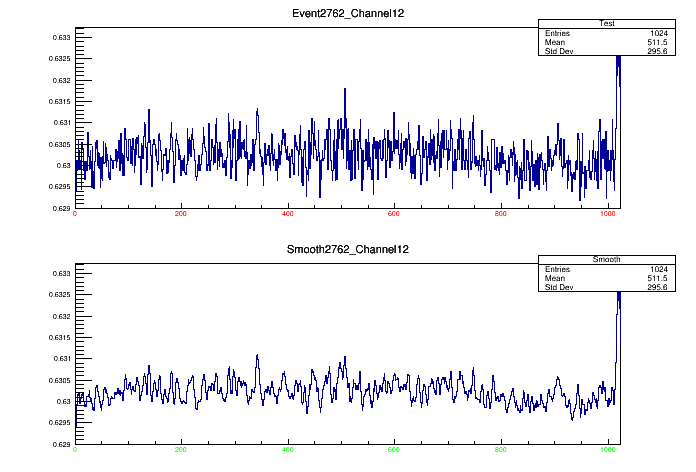 Event2762_Channel12
Test
Entries 1024
Mean 511.5
Std Dev 295.6
0.633
0.6325
0.632
0.6315
0.631
0.6305
0.63
0.6295
0.629
0 200 400 600 800 1000
Smooth2762_Channel12
Smooth
Entries 1024
Mean 511.5
Std Dev 295.6
0.633
0.6325
0.632
0.6315
0.631
0.6305
0.63
0.6295
0.629
0 200 400 600 800 1000